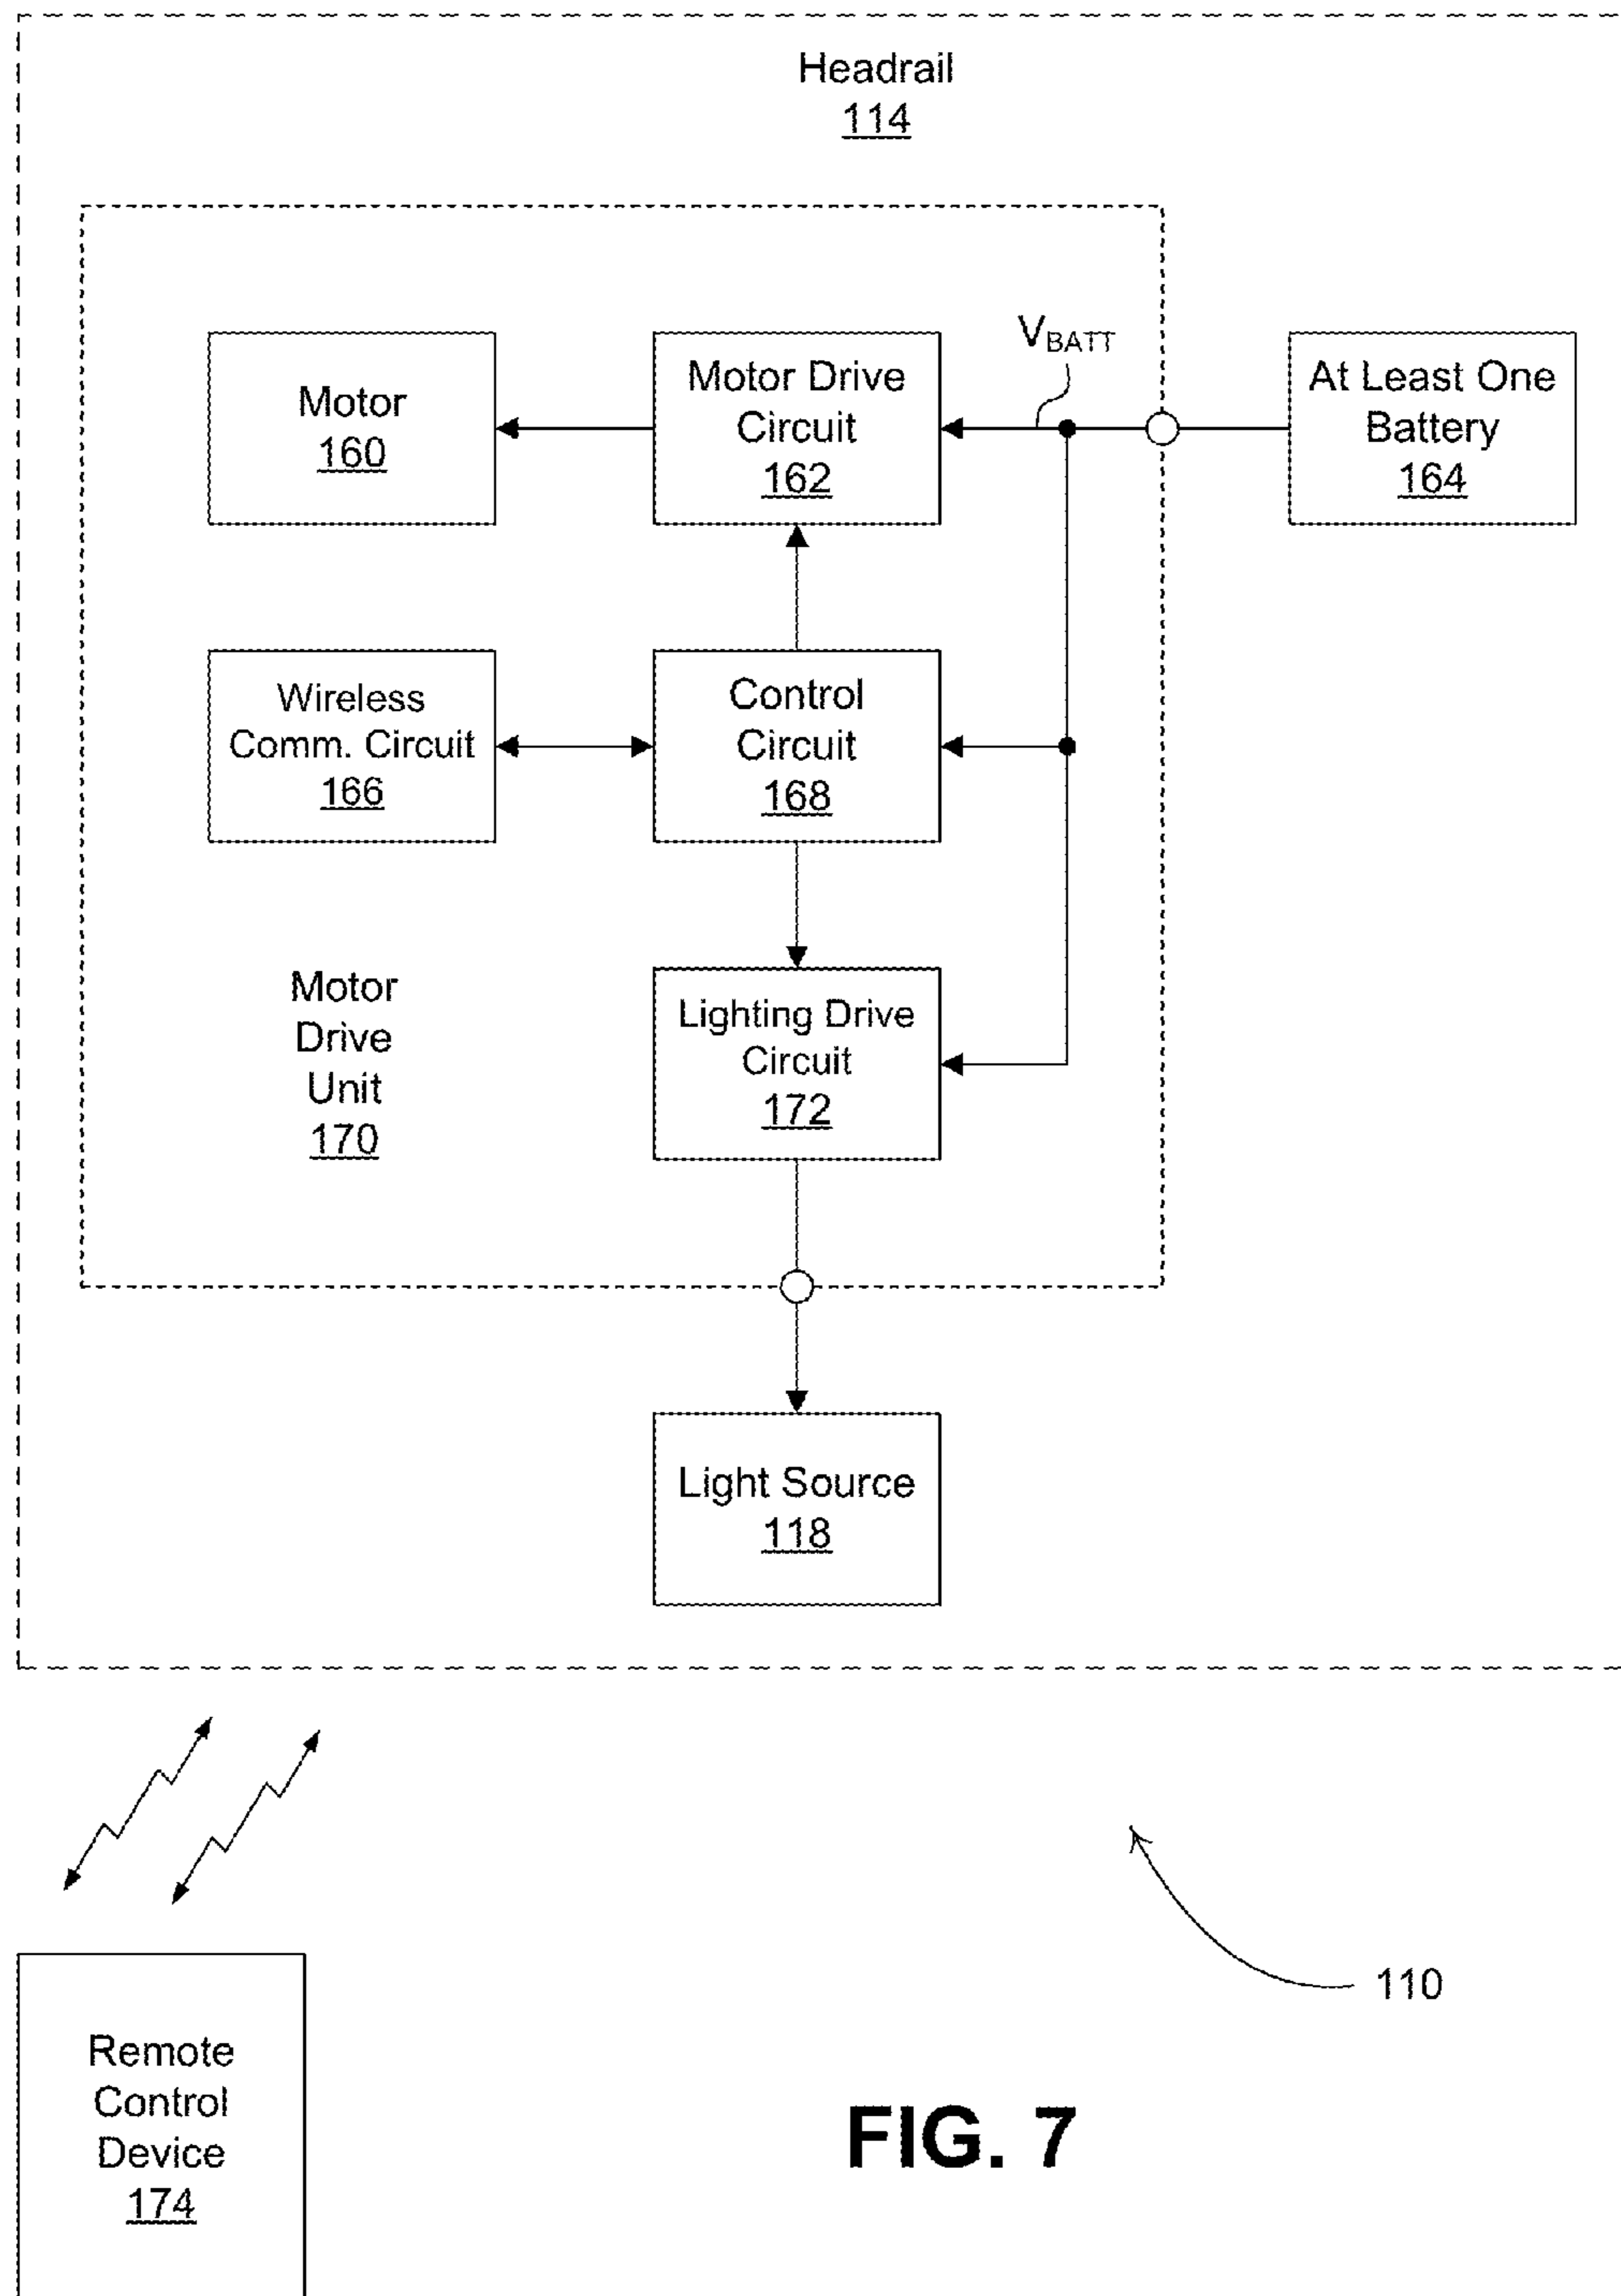 Headrail
114
Motor
160
Motor Drive
Circuit
162
V_BATT
At Least One
Battery
164
Wireless
Comm. Circuit
166
Control
Circuit
168
Motor
Drive
Unit
170
Lighting Drive
Circuit
172
Light Source
118
110
Remote
Control
Device
174
FIG. 7